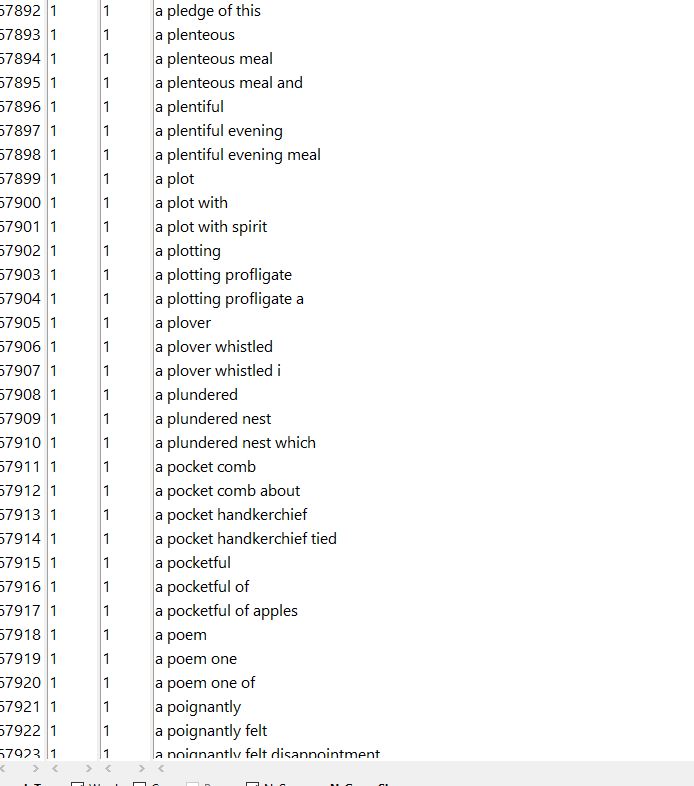 57892 1 1 a pledge of this
57893 1 1 a plenteous
57894 1 1 a plenteous meal
57895 1 1 a plenteous meal and
57896 1 1 a plentiful
57897 1 1 a plentiful evening
57898 1 1 a plentiful evening meal
57899 1 1 a plot
57900 1 1 a plot with
57901 1 1 a plot with spirit
57902 1 1 a plotting
57903 1 1 a plotting profligate
57904 1 1 a plotting profligate a
57905 1 1 a plover
57906 1 1 a plover whistled
57907 1 1 a plover whistled i
57908 1 1 a plundered
57909 1 1 a plundered nest
57910 1 1 a plundered nest which
57911 1 1 a pocket comb
57912 1 1 a pocket comb about
57913 1 1 a pocket handkerchief
57914 1 1 a pocket handkerchief tied
57915 1 1 a pocketful
57916 1 1 a pocketful of
57917 1 1 a pocketful of apples
57918 1 1 a poem
57919 1 1 a poem one
57920 1 1 a poem one of
57921 1 1 a poignantly
57922 1 1 a poignantly felt
57923 1 1 a poignantly felt disappointment